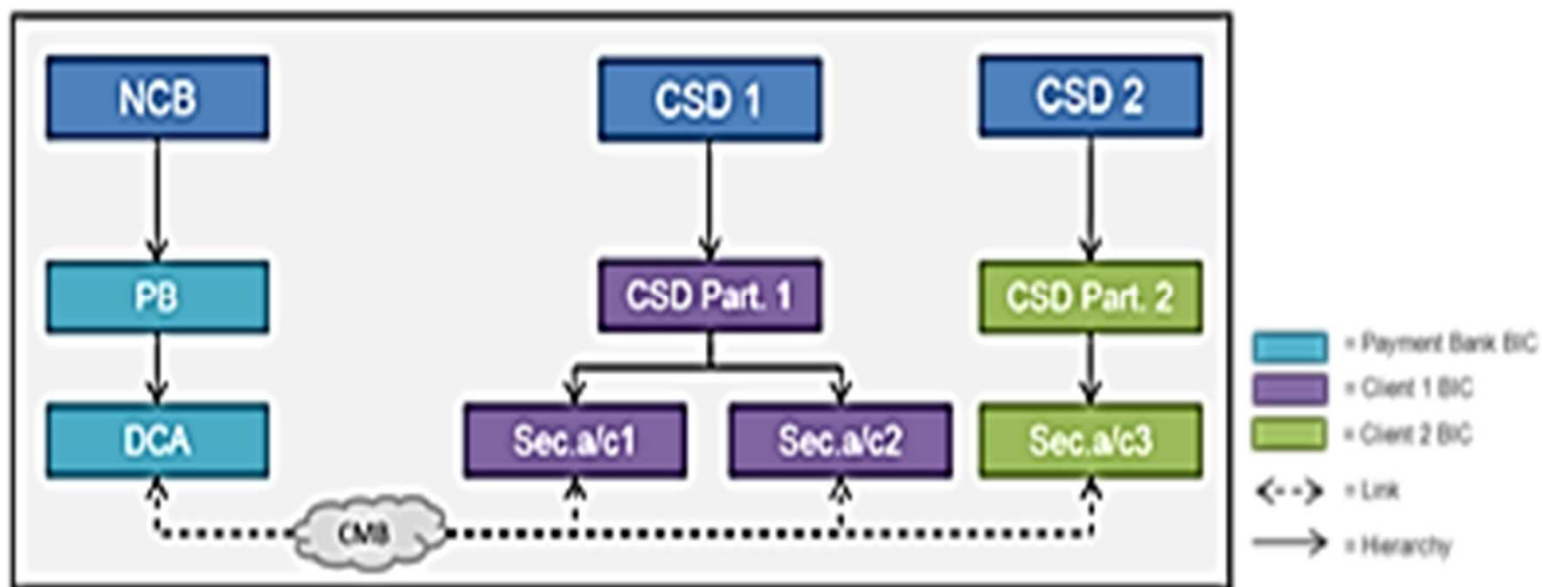 NCB
CSD 1
CSD 2
PB
CSD Part. 1
CSD Part. 2
DCA
Sec.a/c1
Sec.a/c2
Sec.a/c3
CMB
= Payment Bank BIC
= Client 1 BIC
= Client 2 BIC
= Link
= Hierarchy